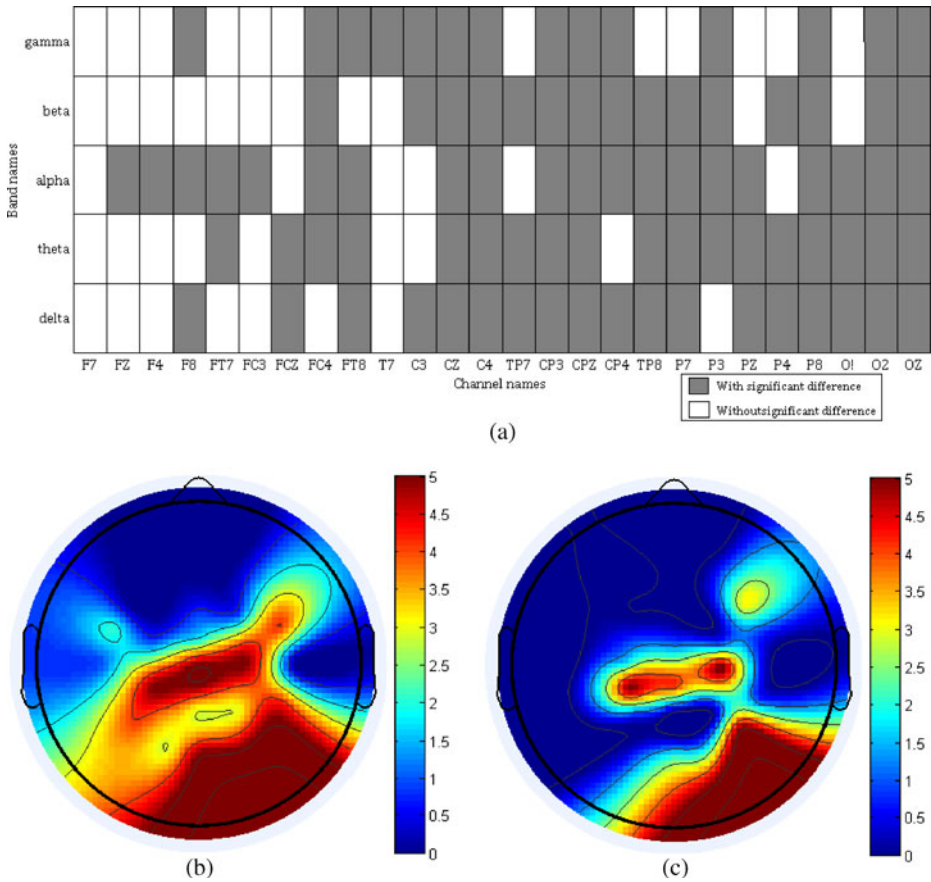 gamma
beta
alpha
theta
delta
Band names
F7 FZ F4 F8 FT7 FC3 FCZ FC4 FT8 T7 C3 CZ C4 TP7 CP3 CPZ CP4 TP8 P7 P3 PZ P4 P8 O! O2 OZ
Channel names
With significant difference
Withoutsignificant difference
(a)
5
4.5
4
3.5
3
2.5
2
1.5
1
0.5
0
(b)
5
4.5
4
3.5
3
2.5
2
1.5
1
0.5
0
(c)